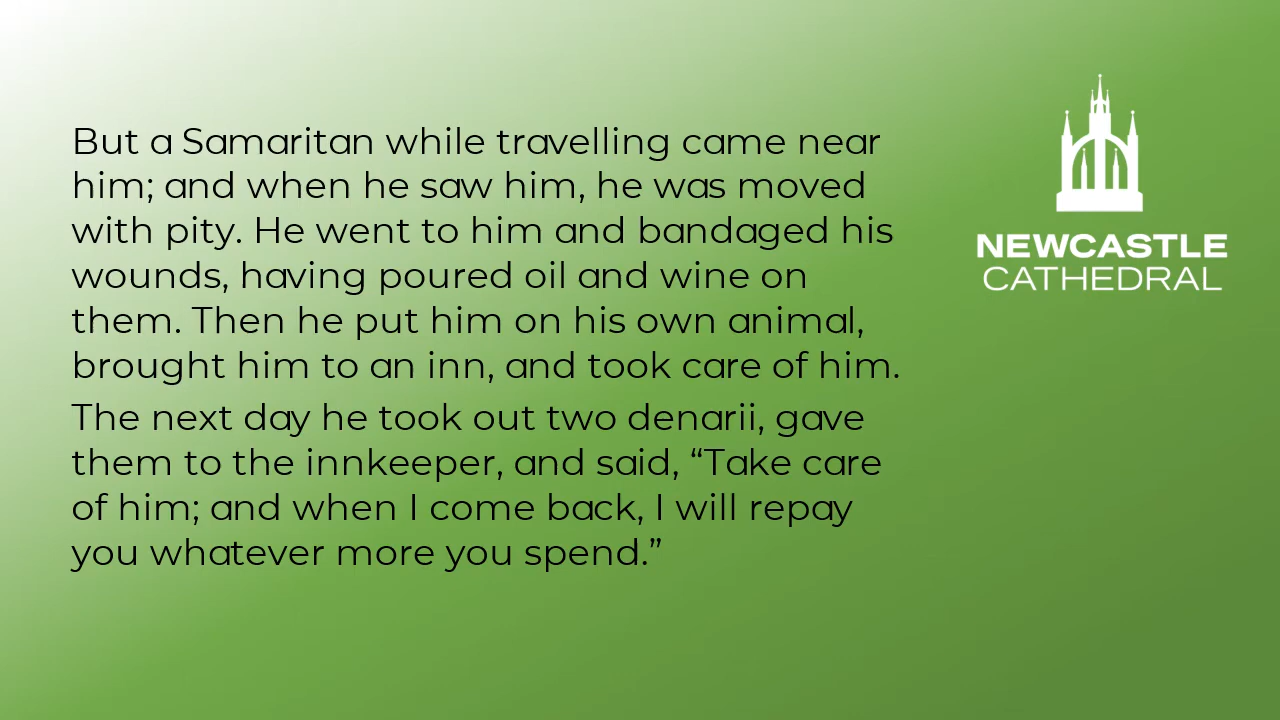 But a Samaritan while travelling came near
him; and when he saw him, he was moved
with pity. He went to him and bandaged his
wounds, having poured oil and wine on
them. Then he put him on his own animal,
brought him to an inn, and took care of him.
The next day he took out two denarii, gave
them to the innkeeper, and said, “Take care
of him; and when I come back, I will repay
you whatever more you spend.”
NEWCASTLE
CATHEDRAL